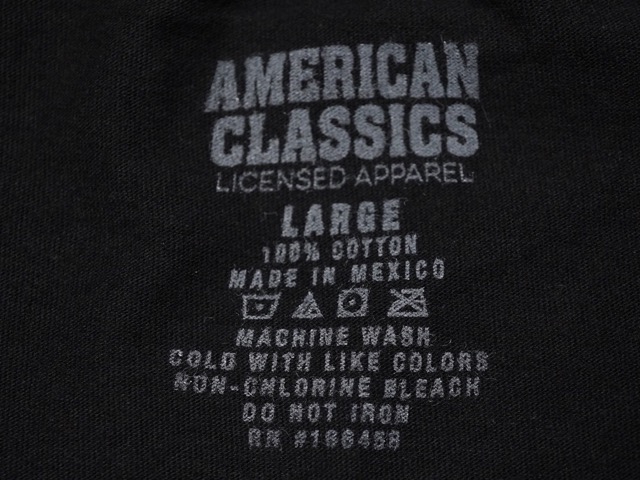 AMERICAN
CLASSICS
LICENSED APPAREL
LARGE
100% COTTON
MADE IN MEXICO
MACHINE WASH
COLD WITH LIKE COLORS
NON-CHLORINE BLEACH
DO NOT IRON
RN